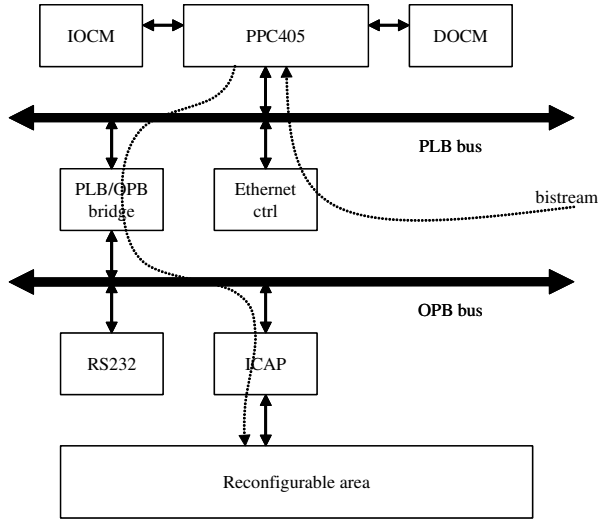 IOCM
PPC405
DOCM
PLB bus
PLB/OPB
bridge
Ethernet
ctrl
bistream
OPB bus
RS232
ICAP
Reconfigurable area